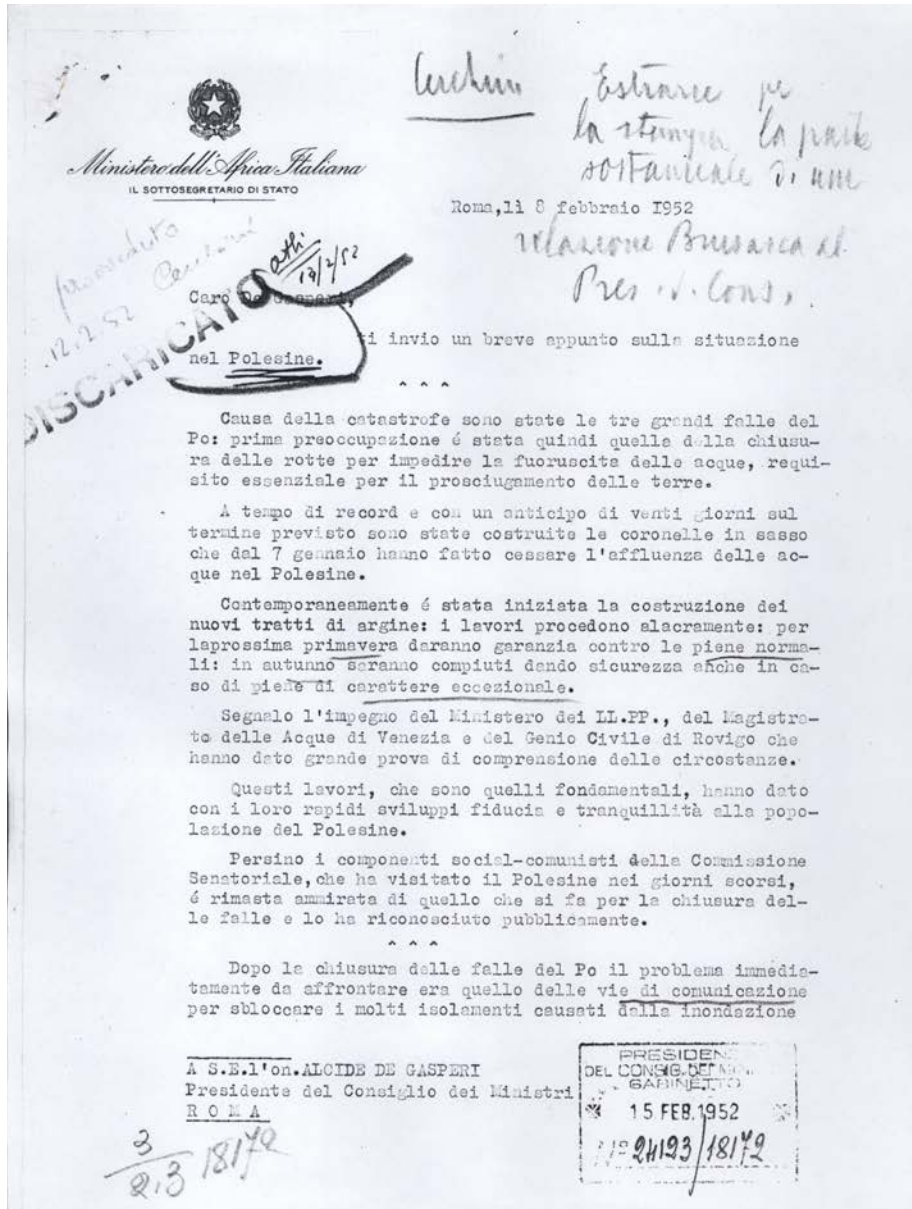 Estrarre per
la stampa la parte
sostanziale di una
relazione Brusasca al
Pres. d. Cons.
Ministero dell'Africa Italiana
IL SOTTOSEGRETARIO DI STATO
Roma,lì 8 febbraio I952
provveduto
12.2.52
atti
14/2/52
DISCARICATO
Caro De Gasperi,
ti invio un breve appunto sulla situazione
nel Polesine.
^ ^ ^
Causa della catastrofe sono state le tre grandi falle del
Po: prima preoccupazione é stata quindi quella della chiusu-
ra delle rotte per impedire la fuoruscita delle acque, requi-
sito essenziale per il prosciugamento delle terre.
A tempo di record e con un anticipo di venti giorni sul
termine previsto sono state costruite le coronelle in sasso
che dal 7 gennaio hanno fatto cessare l'affluenza delle ac-
que nel Polesine.
Contemporaneamente é stata iniziata la costruzione dei
nuovi tratti di argine: i lavori procedono alacramente: per
laprossima primavera daranno garanzia contro le piene norma-
li: in autunno saranno compiuti dando sicurezza anche in ca-
so di piene di carattere eccezionale.
Segnalo l'impegno del Ministero dei LL.PP., del Magistra-
to delle Acque di Venezia e del Genio Civile di Rovigo che
hanno dato grande prova di comprensione delle circostanze.
Questi lavori, che sono quelli fondamentali, hanno dato
con i loro rapidi sviluppi fiducia e tranquillità alla popo-
lazione del Polesine.
Persino i componenti social-comunisti della Commissione
Senatoriale,che ha visitato il Polesine nei giorni scorsi,
é rimasta ammirata di quello che si fa per la chiusura del-
le falle e lo ha riconosciuto pubblicamente.
^ ^ ^
Dopo la chiusura delle falle del Po il problema immedia-
tamente da affrontare era quello delle vie di comunicazione
per sbloccare i molti isolamenti causati dalla inondazione
A S.E.l'on.ALCIDE DE GASPERI
Presidente del Consiglio dei Ministri
R O M A
PRESIDEN
DEL CONSIG. DEI
GABINETTO
15 FEB. 1952
N° 24123/18172
3
2.3 18172